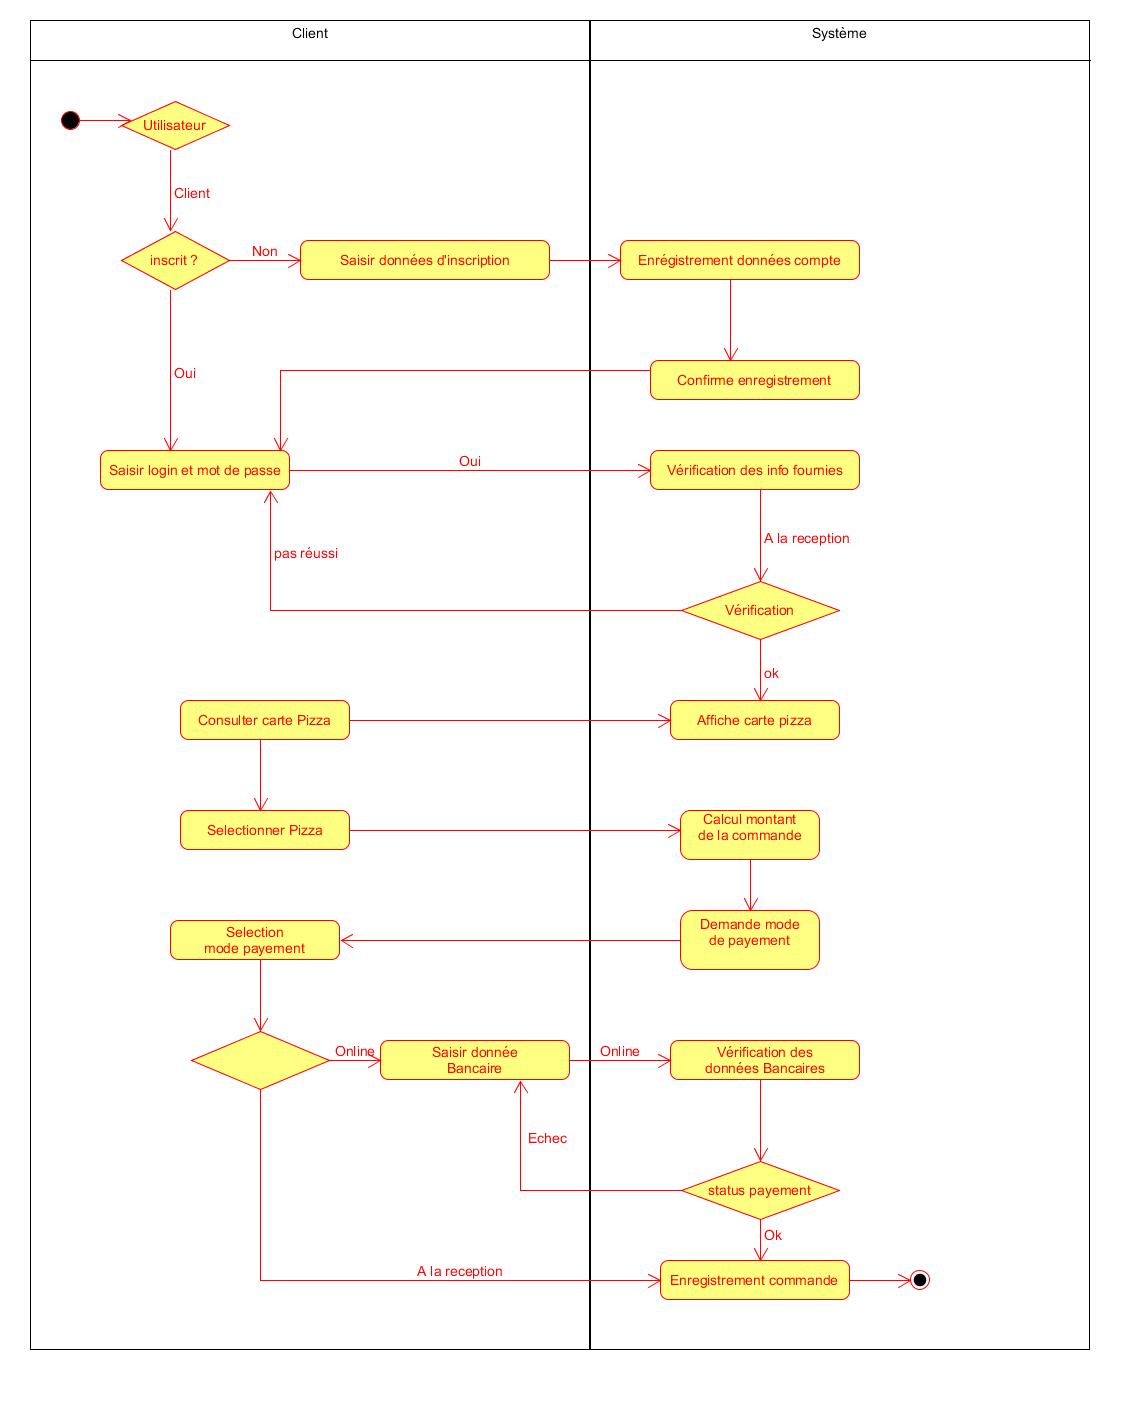 Client
Système
Utilisateur
Client
inscrit ?
Non
Saisir données d'inscription
Enrégistrement données compte
Oui
Confirme enregistrement
Saisir login et mot de passe
Oui
Vérification des info fournies
A la reception
pas réussi
Vérification
ok
Consulter carte Pizza
Affiche carte pizza
Selectionner Pizza
Calcul montant
de la commande
Selection
mode payement
Demande mode
de payement
Online
Saisir donnée
Bancaire
Online
Vérification des
données Bancaires
Echec
status payement
Ok
A la reception
Enregistrement commande